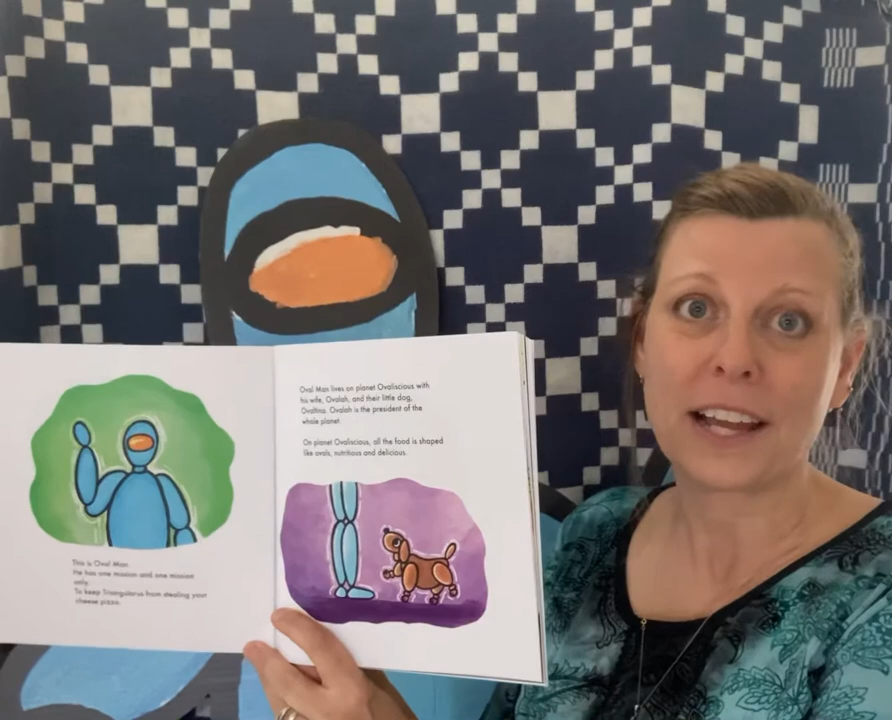 This is Oval Man.
He has one mission and one mission
only.
To keep Triangularus from stealing your
cheese pizza.
Oval Man lives on planet Ovaliscious with
his wife, Ovalah, and their little dog,
Ovaltina. Ovalah is the president of the
whole planet.
On planet Ovaliscious, all the food is shaped
like ovals, nutritious and delicious.